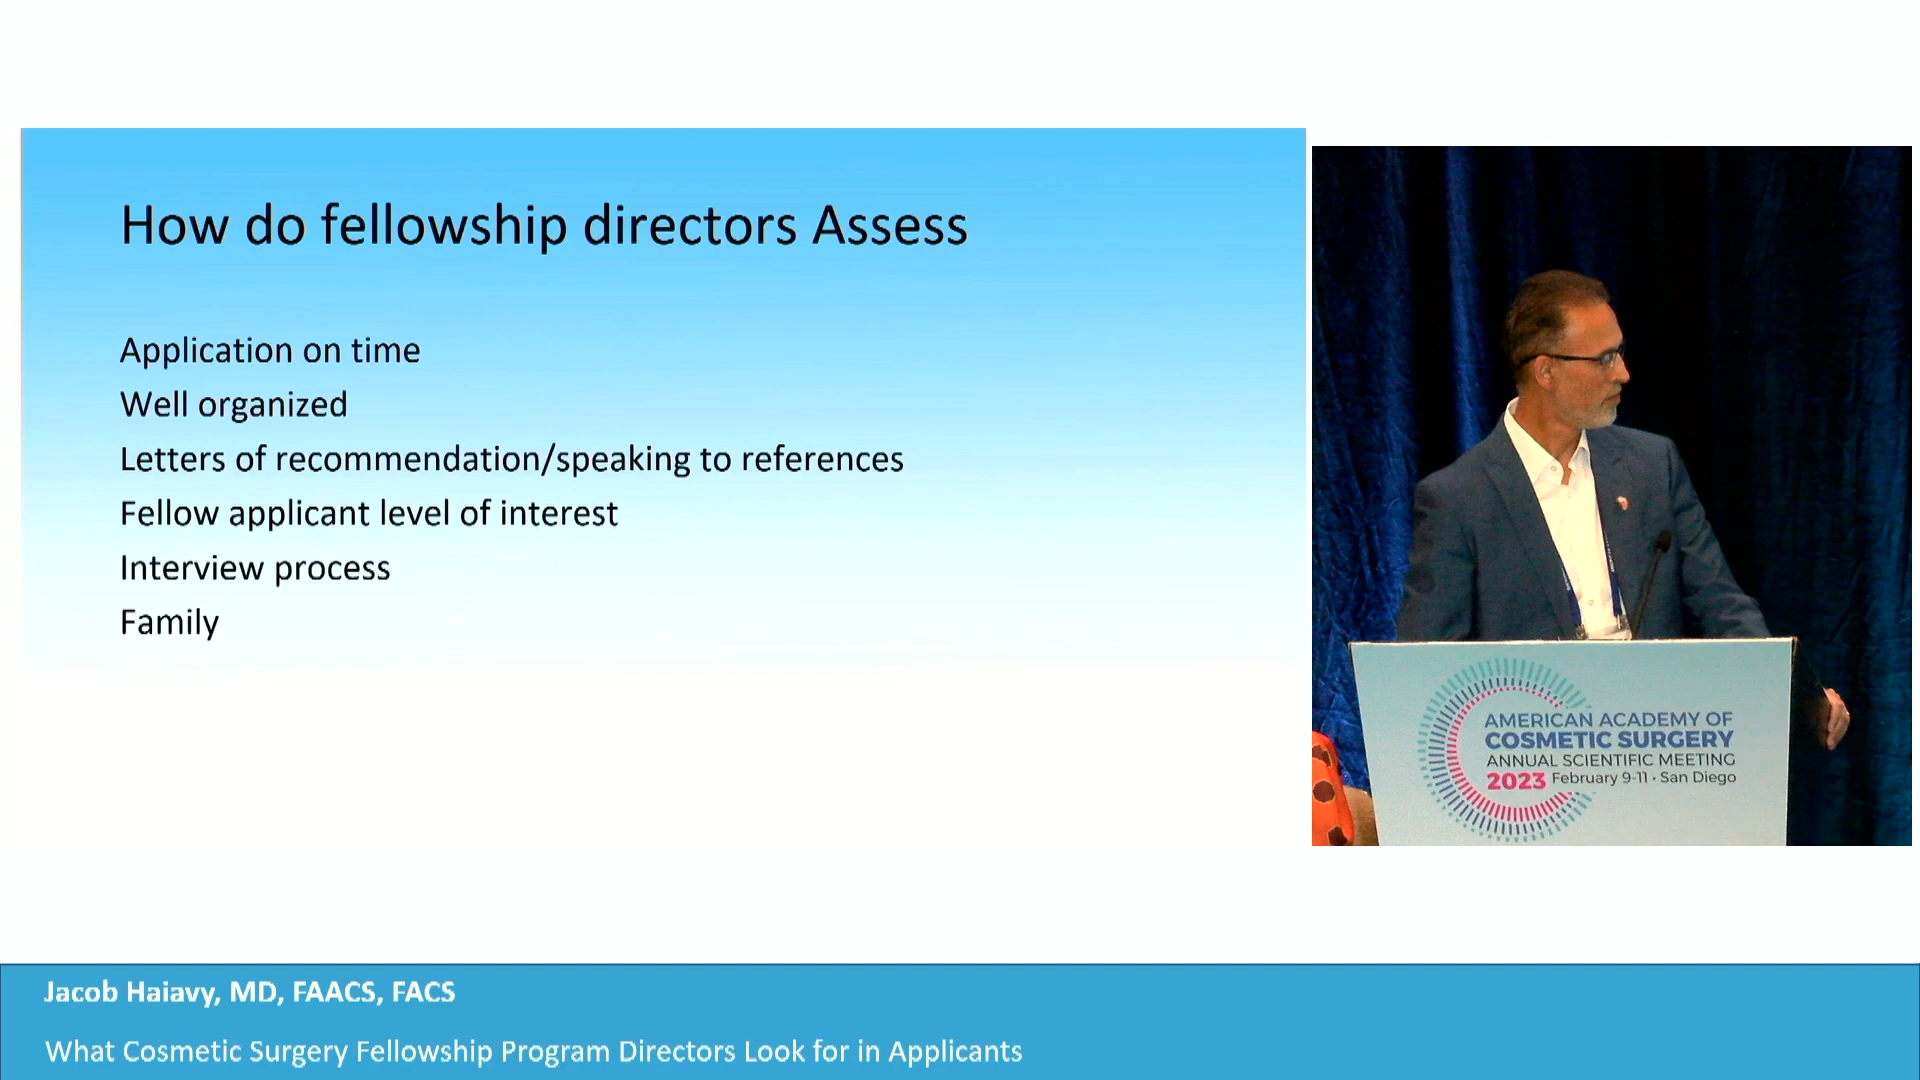 How do fellowship directors Assess
Application on time
Well organized
Letters of recommendation/speaking to references
Fellow applicant level of interest
Interview process
Family
AMERICAN ACADEMY OF
COSMETIC SURGERY
ANNUAL SCIENTIFIC MEETING
2023 February 9-11 • San Diego
Jacob Haiavy, MD, FAACS, FACS
What Cosmetic Surgery Fellowship Program Directors Look for in Applicants